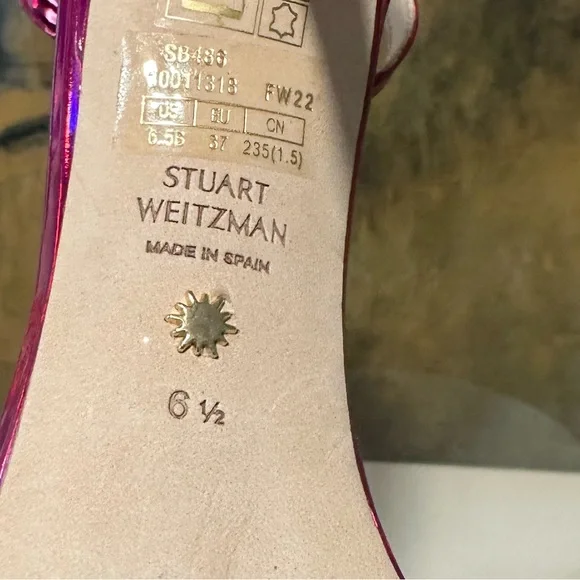 SB486
FW22
US EU CN
6.5B 37 235(1.5)
STUART
WEITZMAN
MADE IN SPAIN
6 ½